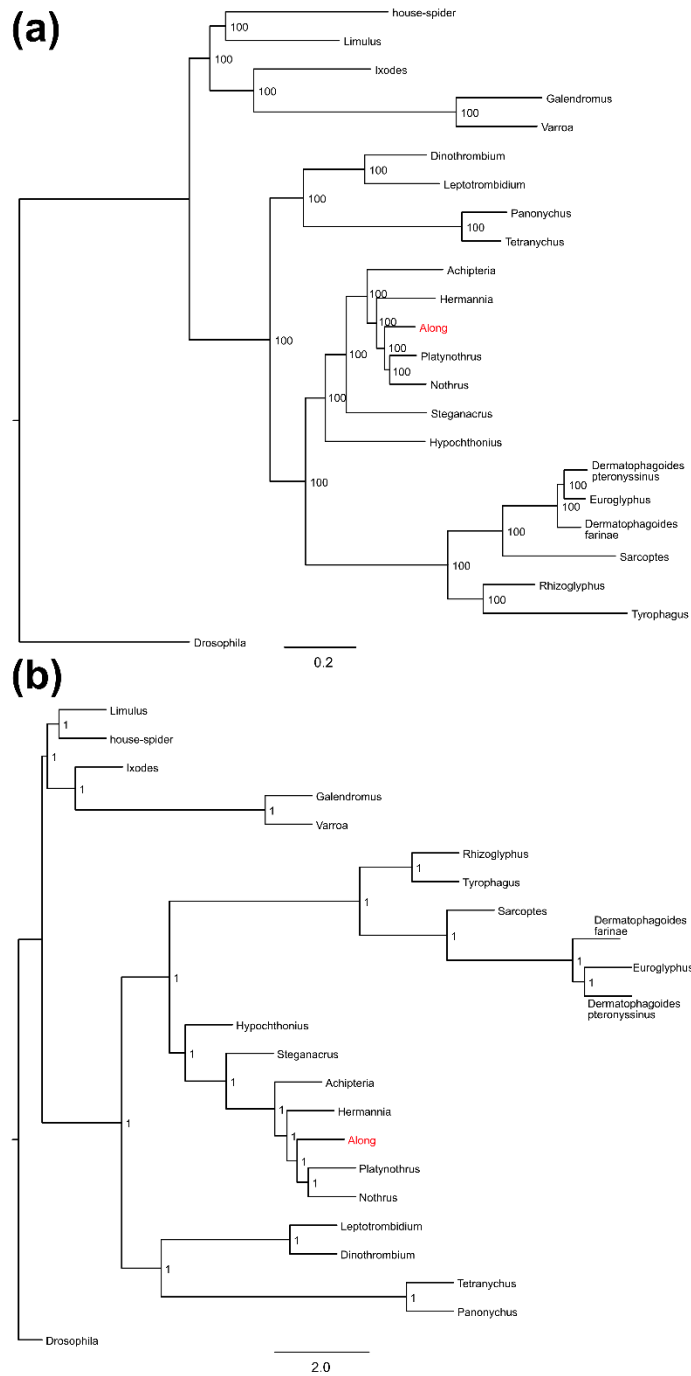 (a)
house-spider
100
Limulus
100
Ixodes
100
Galendromus
100
Varroa
Dinothrombium
100
Leptotrombidium
100
Panonychus
100
Tetranychus
Achipteria
100
Hermannia
100
Along
100
100
Platynothrus
100
100
Nothrus
100
Steganacrus
Hypochthonius
Dermatophagoides
pteronyssinus
100
Euroglyphus
100
Dermatophagoides
farinae
100
100
Sarcoptes
100
Rhizoglyphus
100
Tyrophagus
Drosophila
0.2
(b)
Limulus
1
house-spider
1
Ixodes
1
Galendromus
1
Varroa
Rhizoglyphus
1
Tyrophagus
1
Sarcoptes
1
Dermatophagoides
farinae
1
Euroglyphus
1
Dermatophagoides
pteronyssinus
1
Hypochthonius
1
Steganacrus
1
Achipteria
1
Hermannia
1
Along
1
Platynothrus
1
Nothrus
1
Leptotrombidium
1
Dinothrombium
1
Tetranychus
1
Panonychus
Drosophila
2.0